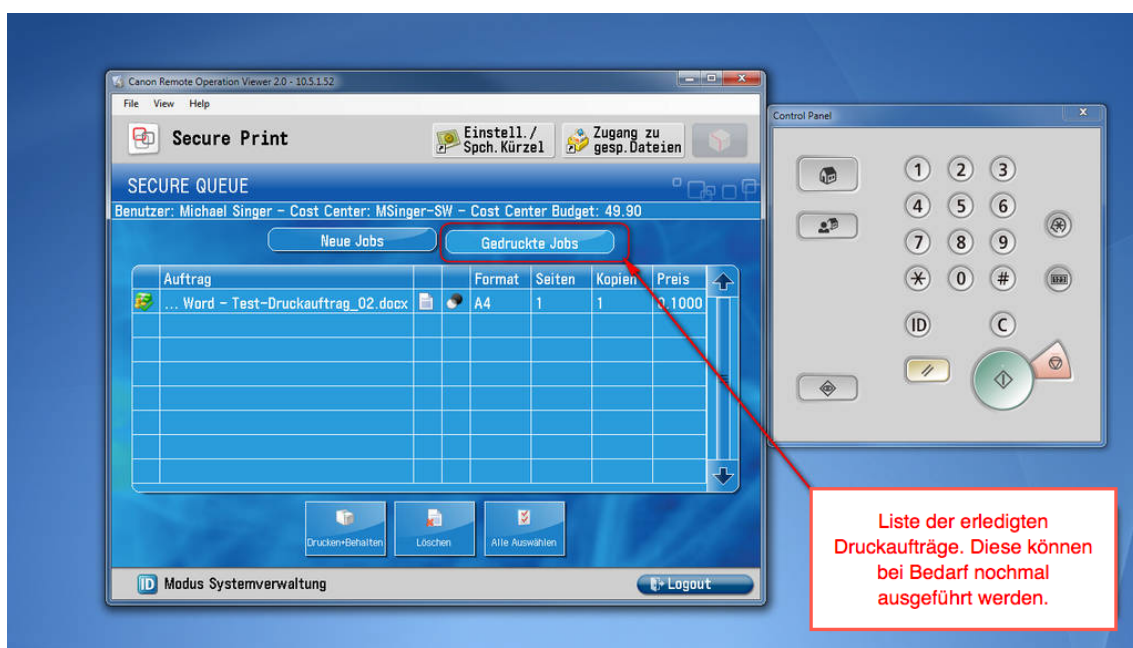 Canon Remote Operation Viewer 2.0 - 10.5.1.52
File View Help
Secure Print
Einstell./
Spch.Kürzel
Zugang zu
gesp.Dateien
SECURE QUEUE
Benutzer: Michael Singer - Cost Center: MSinger-SW - Cost Center Budget: 49.90
Neue Jobs
Gedruckte Jobs
Auftrag Format Seiten Kopien Preis
... Word - Test-Druckauftrag_02.docx A4 1 1 0.1000
Drucken+Behalten
Löschen
Alle Auswählen
ID Modus Systemverwaltung
Logout
Control Panel
1 2 3
4 5 6
7 8 9
* 0 #
ID C
Liste der erledigten
Druckaufträge. Diese können
bei Bedarf nochmal
ausgeführt werden.